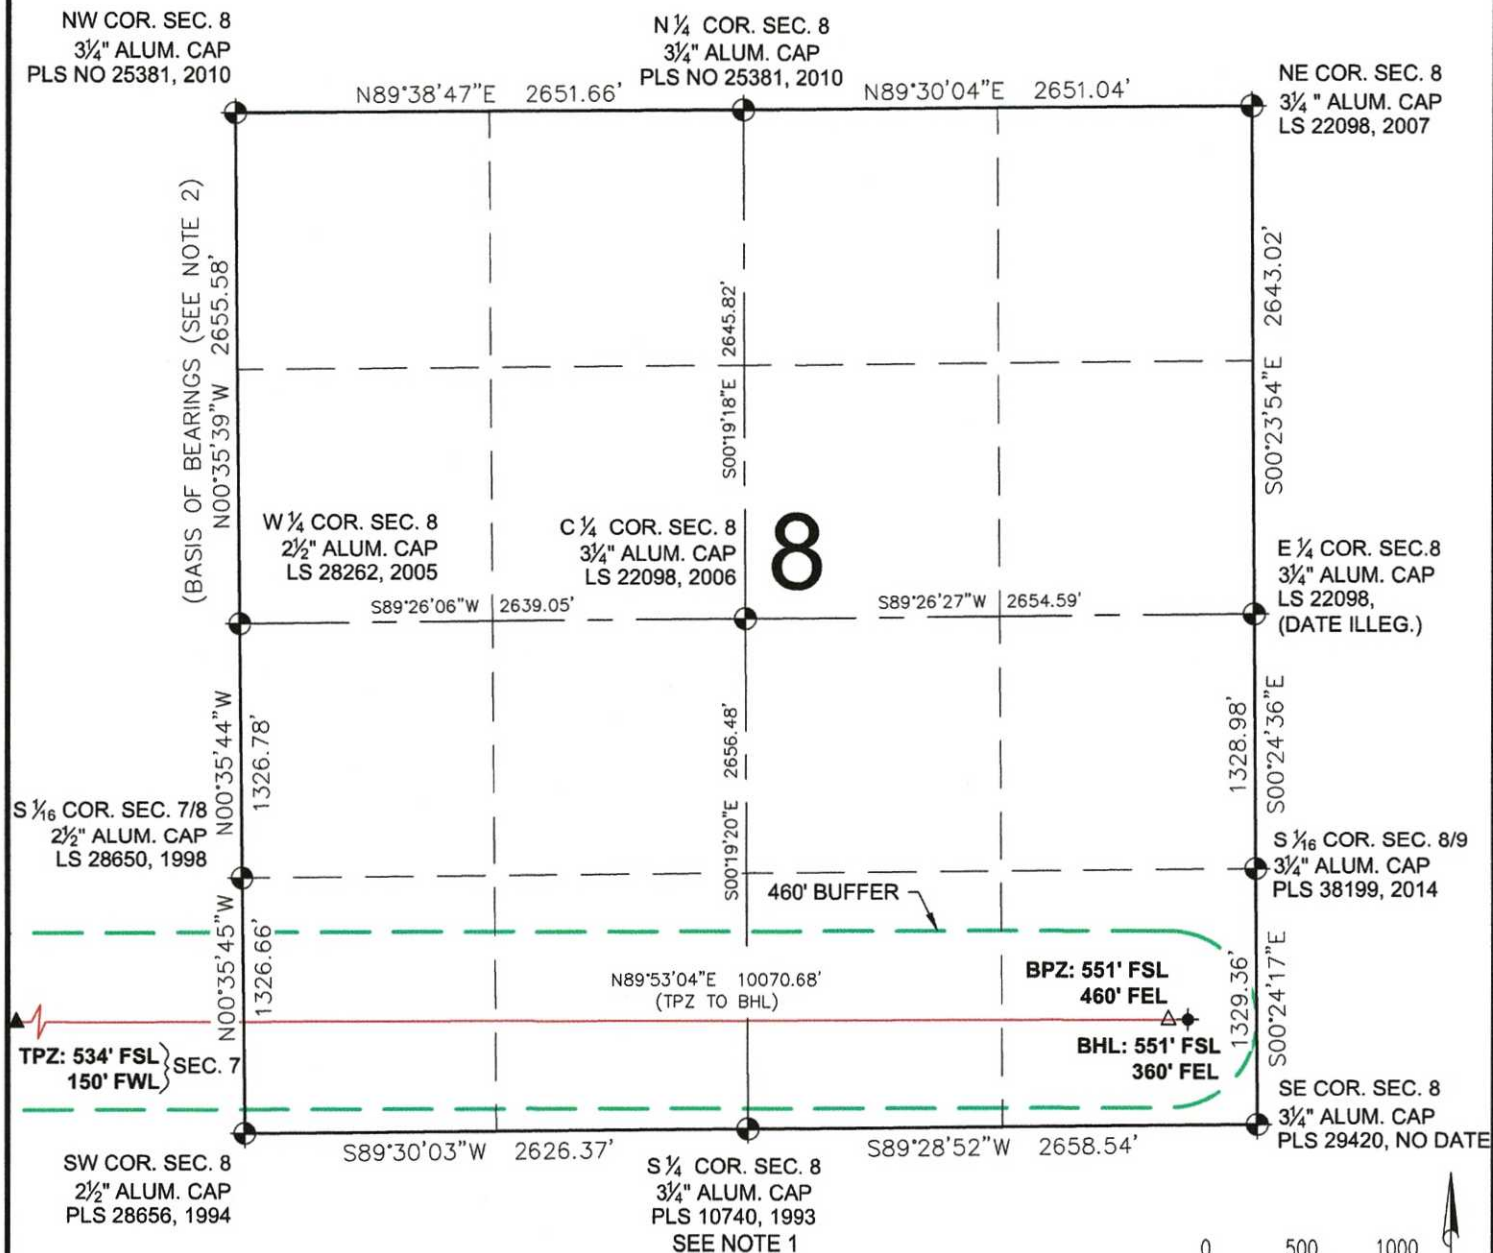 NW COR. SEC. 8
3¼" ALUM. CAP
PLS NO 25381, 2010
N ¼ COR. SEC. 8
3¼" ALUM. CAP
PLS NO 25381, 2010
NE COR. SEC. 8
3¼" ALUM. CAP
LS 22098, 2007
N89°38'47"E 2651.66'
N89°30'04"E 2651.04'
(BASIS OF BEARINGS (SEE NOTE 2)
N00°35'39"W 2655.58'
S00°19'18"E 2645.82'
S00°23'54"E 2643.02'
W ¼ COR. SEC. 8
2½" ALUM. CAP
LS 28262, 2005
C ¼ COR. SEC. 8
3¼" ALUM. CAP
LS 22098, 2006
8
E ¼ COR. SEC.8
3¼" ALUM. CAP
LS 22098,
(DATE ILLEG.)
S89°26'06"W 2639.05'
S89°26'27"W 2654.59'
N00°35'44"W
1326.78'
S00°19'20"E 2656.48'
1328.98'
S00°24'36"E
S 1⁄16 COR. SEC. 7/8
2½" ALUM. CAP
LS 28650, 1998
S 1⁄16 COR. SEC. 8/9
3¼" ALUM. CAP
PLS 38199, 2014
460' BUFFER
N00°35'45"W
1326.66'
N89°53'04"E 10070.68'
(TPZ TO BHL)
BPZ: 551' FSL
460' FEL
1329.36'
S00°24'17"E
TPZ: 534' FSL
150' FWL
SEC. 7
BHL: 551' FSL
360' FEL
SE COR. SEC. 8
3¼" ALUM. CAP
PLS 29420, NO DATE
S89°30'03"W 2626.37'
S89°28'52"W 2658.54'
SW COR. SEC. 8
2½" ALUM. CAP
PLS 28656, 1994
S ¼ COR. SEC. 8
3¼" ALUM. CAP
PLS 10740, 1993
SEE NOTE 1
0 500 1000